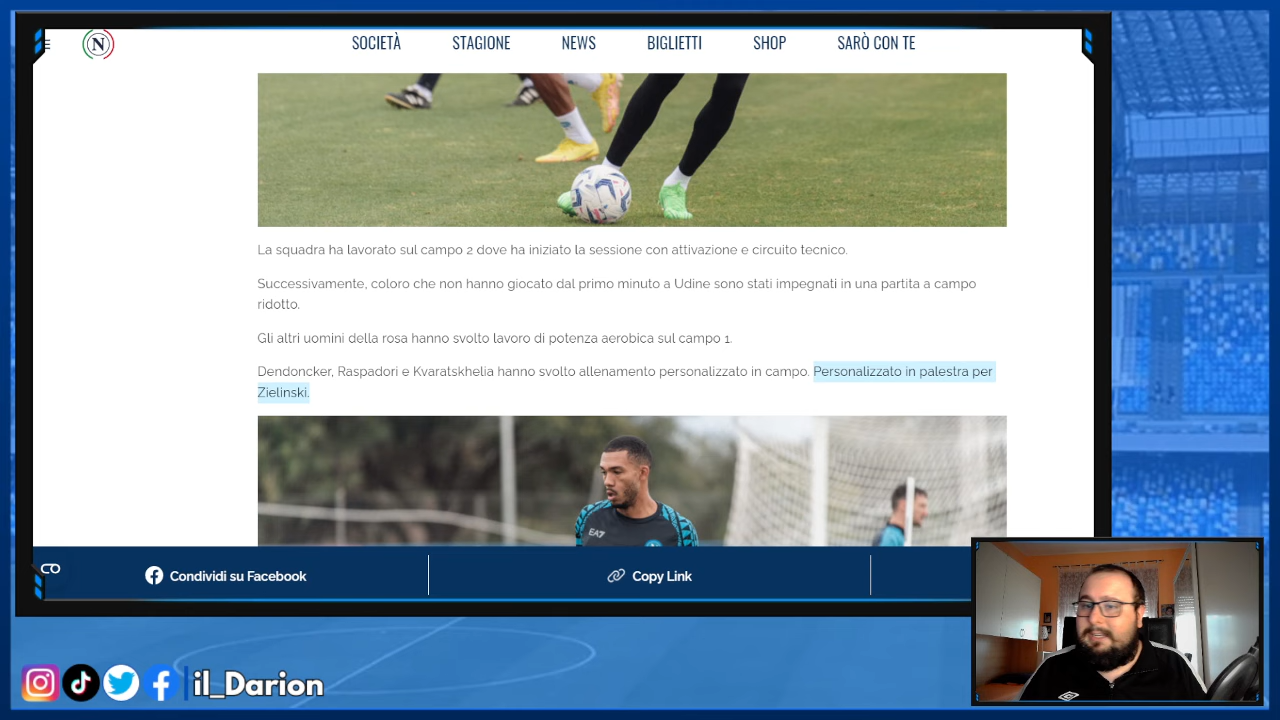 N
SOCIETÀ STAGIONE NEWS BIGLIETTI SHOP SARÒ CON TE
La squadra ha lavorato sul campo 2 dove ha iniziato la sessione con attivazione e circuito tecnico.
Successivamente, coloro che non hanno giocato dal primo minuto a Udine sono stati impegnati in una partita a campo
ridotto.
Gli altri uomini della rosa hanno svolto lavoro di potenza aerobica sul campo 1.
Dendoncker, Raspadori e Kvaratskhelia hanno svolto allenamento personalizzato in campo. Personalizzato in palestra per
Zielinski.
EA7
Condividi su Facebook Copy Link
il_Darion